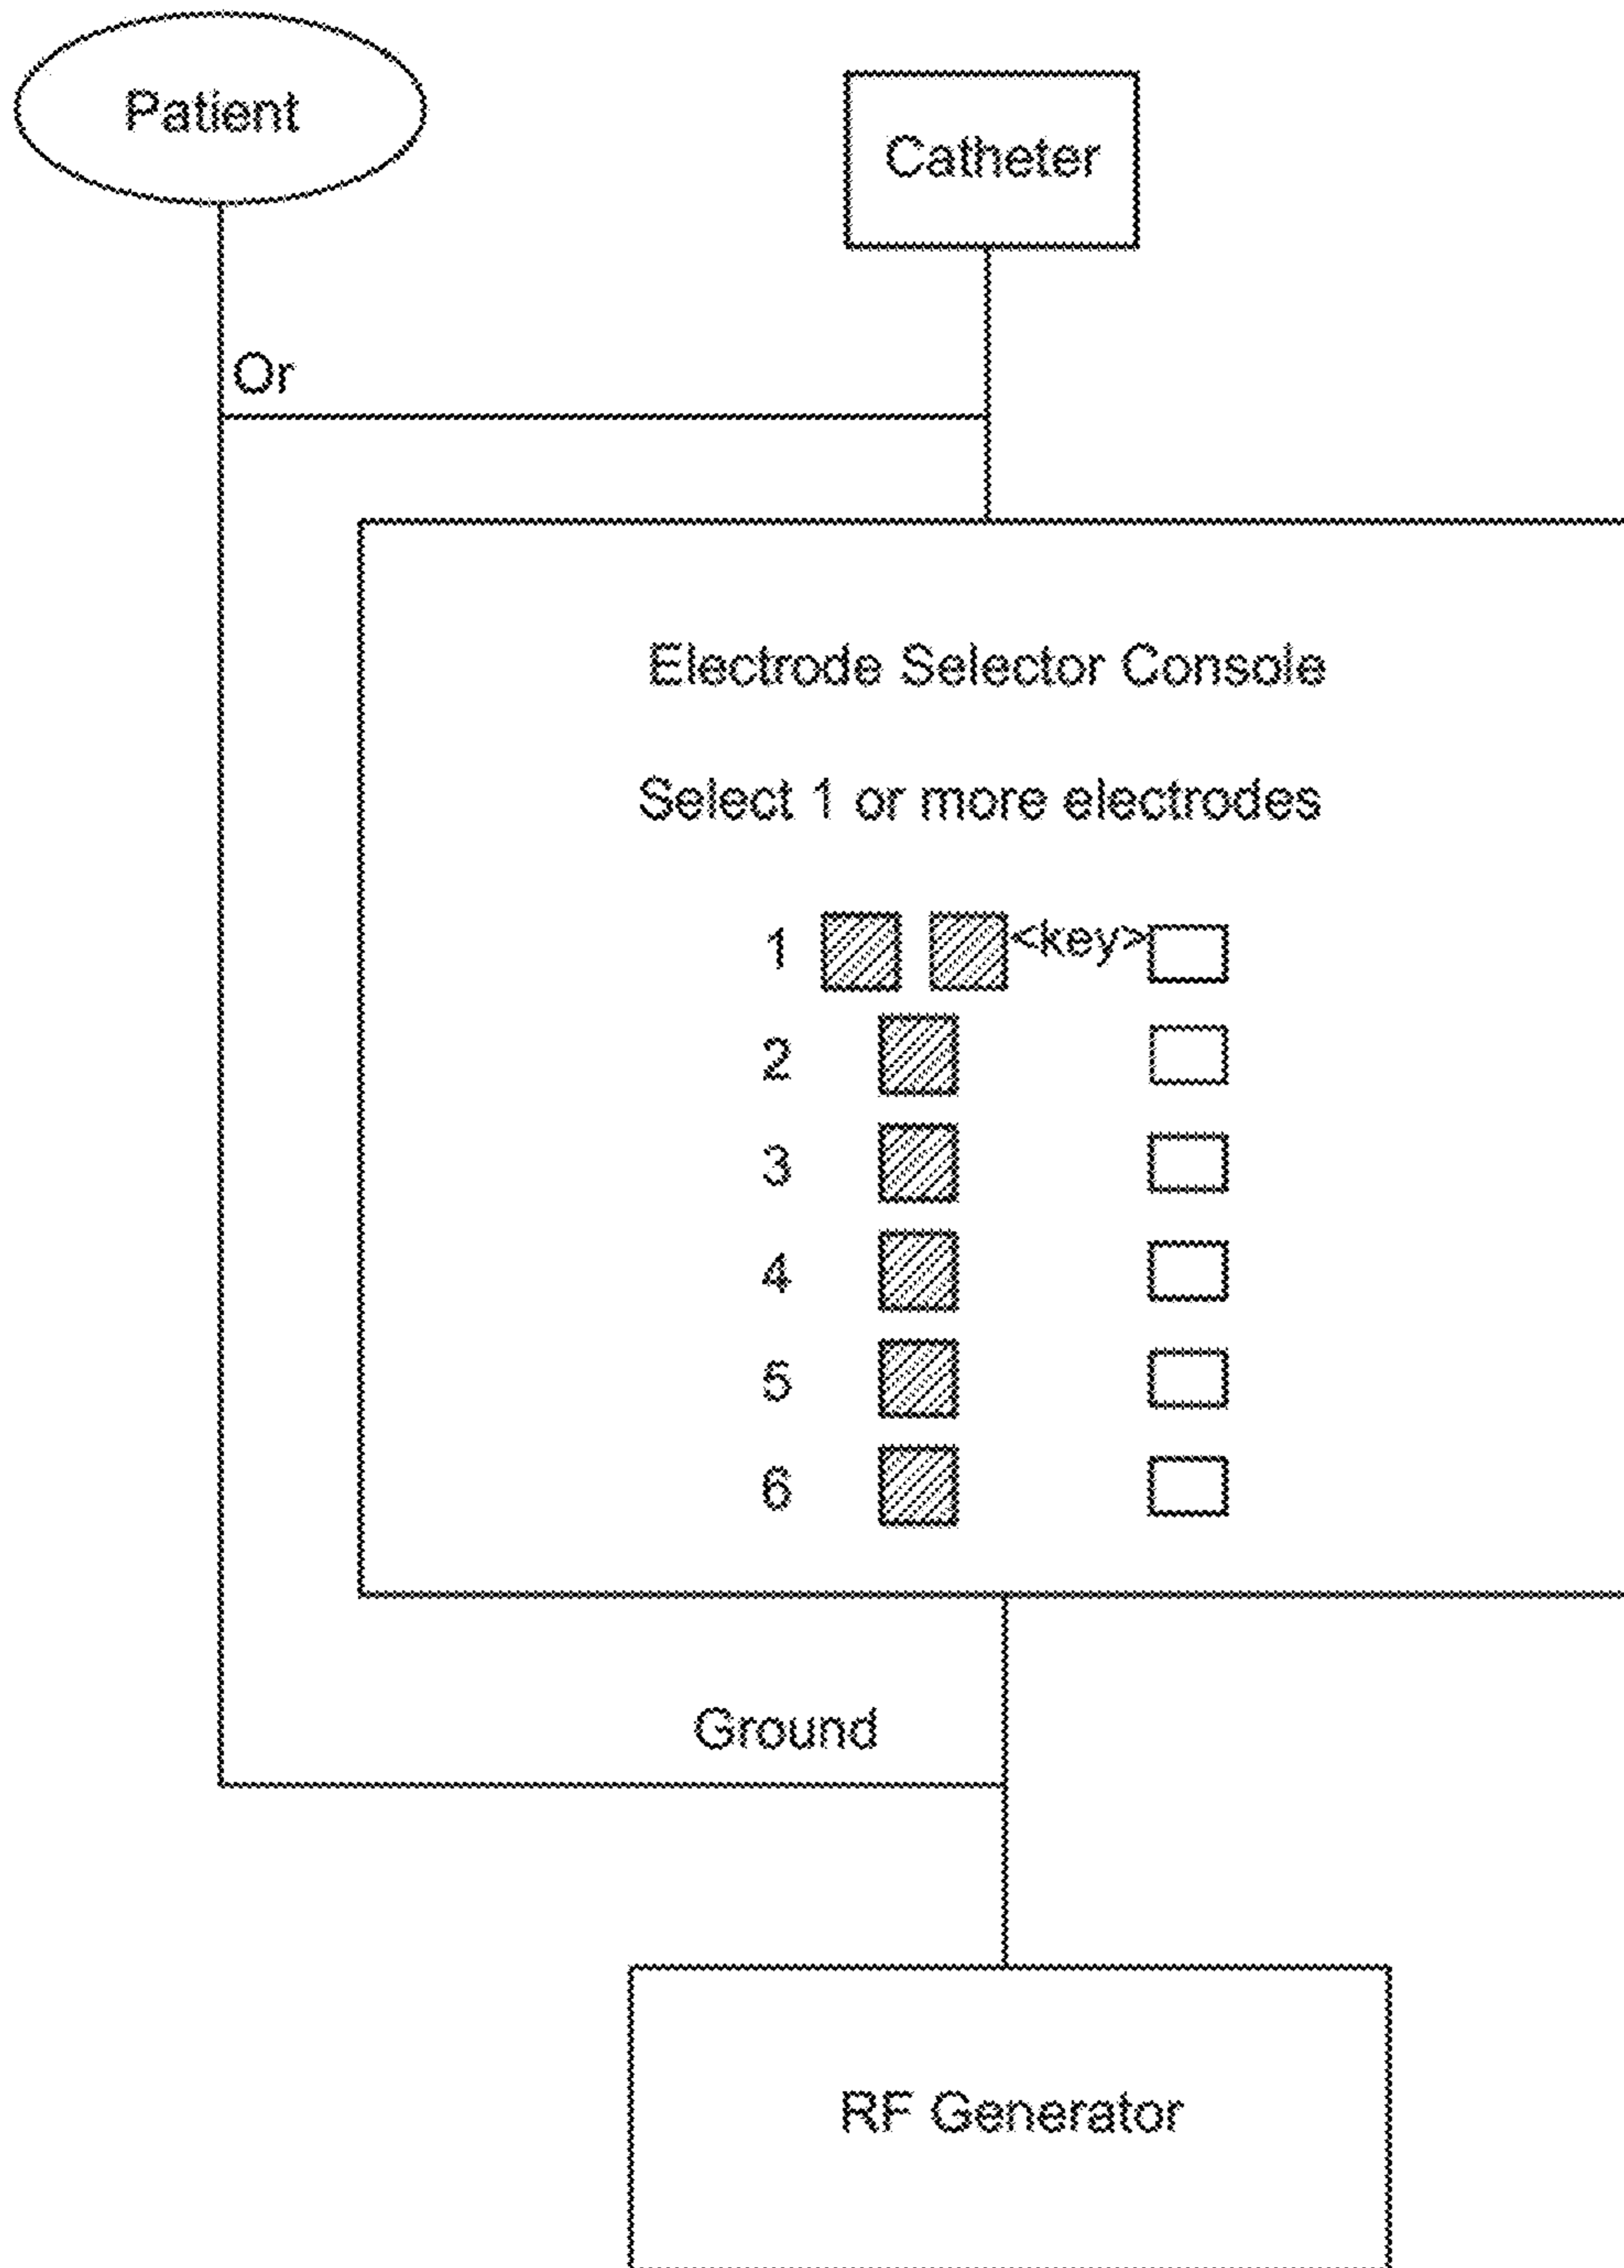 Patient
Catheter
Or
Electrode Selector Console
Select 1 or more electrodes
1 <key>
2
3
4
5
6
Ground
RF Generator